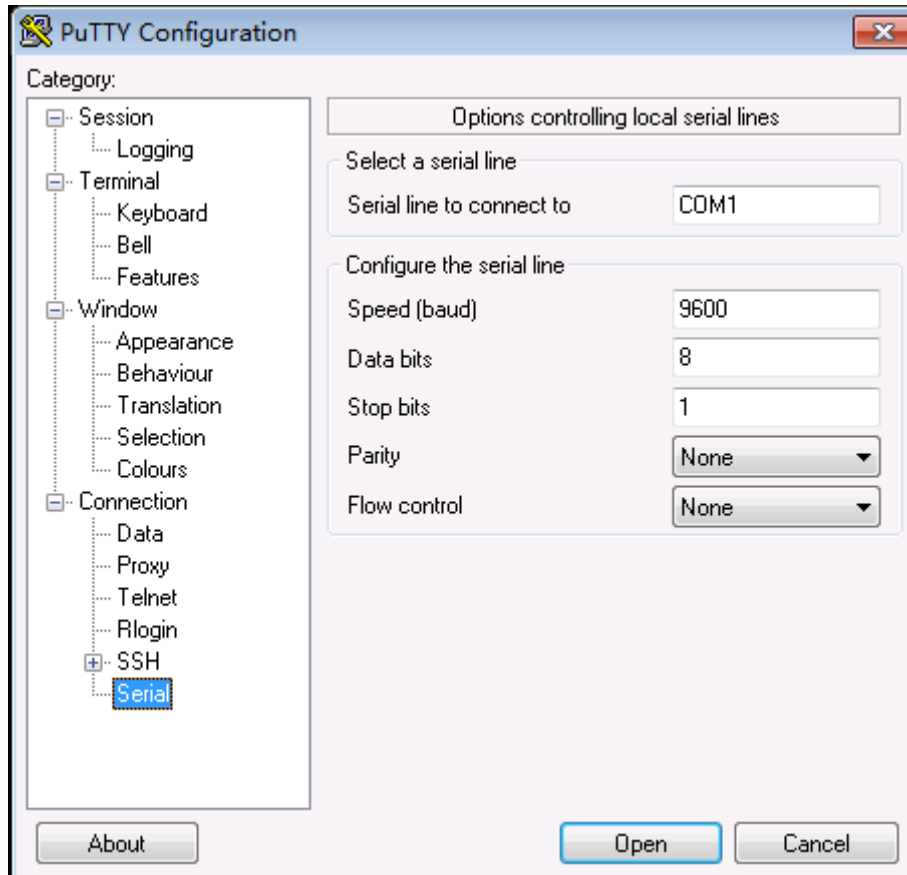 PuTTY Configuration
Category:
Session
Logging
Terminal
Keyboard
Bell
Features
Window
Appearance
Behaviour
Translation
Selection
Colours
Connection
Data
Proxy
Telnet
Rlogin
SSH
Serial
Options controlling local serial lines
Select a serial line
Serial line to connect to COM1
Configure the serial line
Speed (baud) 9600
Data bits 8
Stop bits 1
Parity None
Flow control None
About Open Cancel